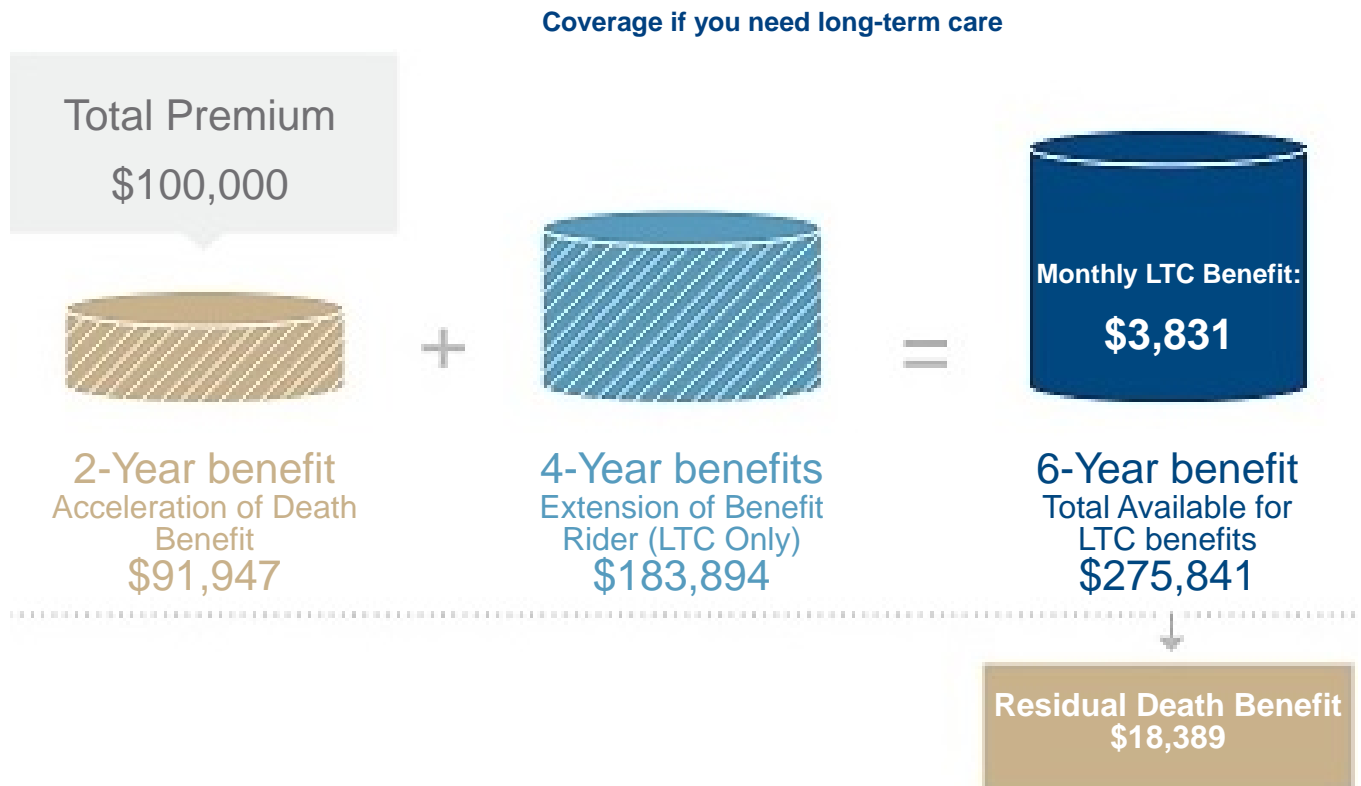 Coverage if you need long-term care
Total Premium
$100,000
Monthly LTC Benefit:
$3,831
+
=
2-Year benefit
Acceleration of Death
Benefit
$91,947
4-Year benefits
Extension of Benefit
Rider (LTC Only)
$183,894
6-Year benefit
Total Available for
LTC benefits
$275,841
Residual Death Benefit
$18,389